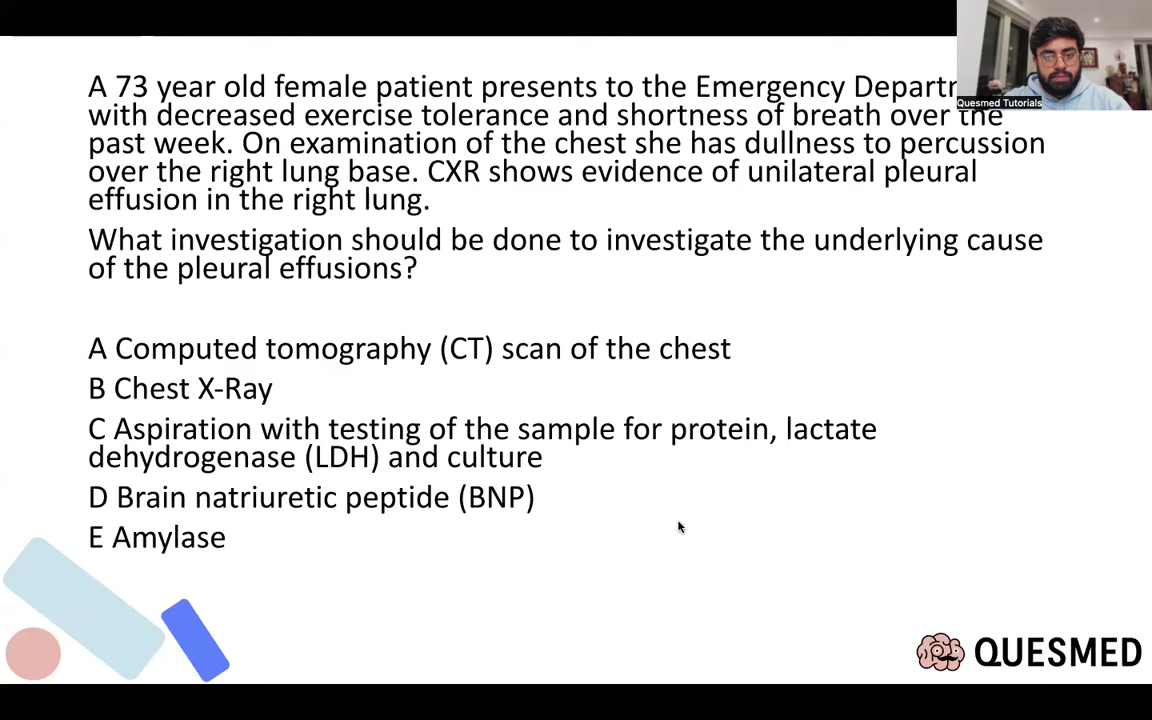 A 73 year old female patient presents to the Emergency
with decreased exercise tolerance and shortness of breath over the
past week. On examination of the chest she has dullness to percussion
over the right lung base. CXR shows evidence of unilateral pleural
effusion in the right lung.
What investigation should be done to investigate the underlying cause
of the pleural effusions?
A Computed tomography (CT) scan of the chest
B Chest X-Ray
C Aspiration with testing of the sample for protein, lactate
dehydrogenase (LDH) and culture
D Brain natriuretic peptide (BNP)
E Amylase
Quesmed Tutorials
QUESMED